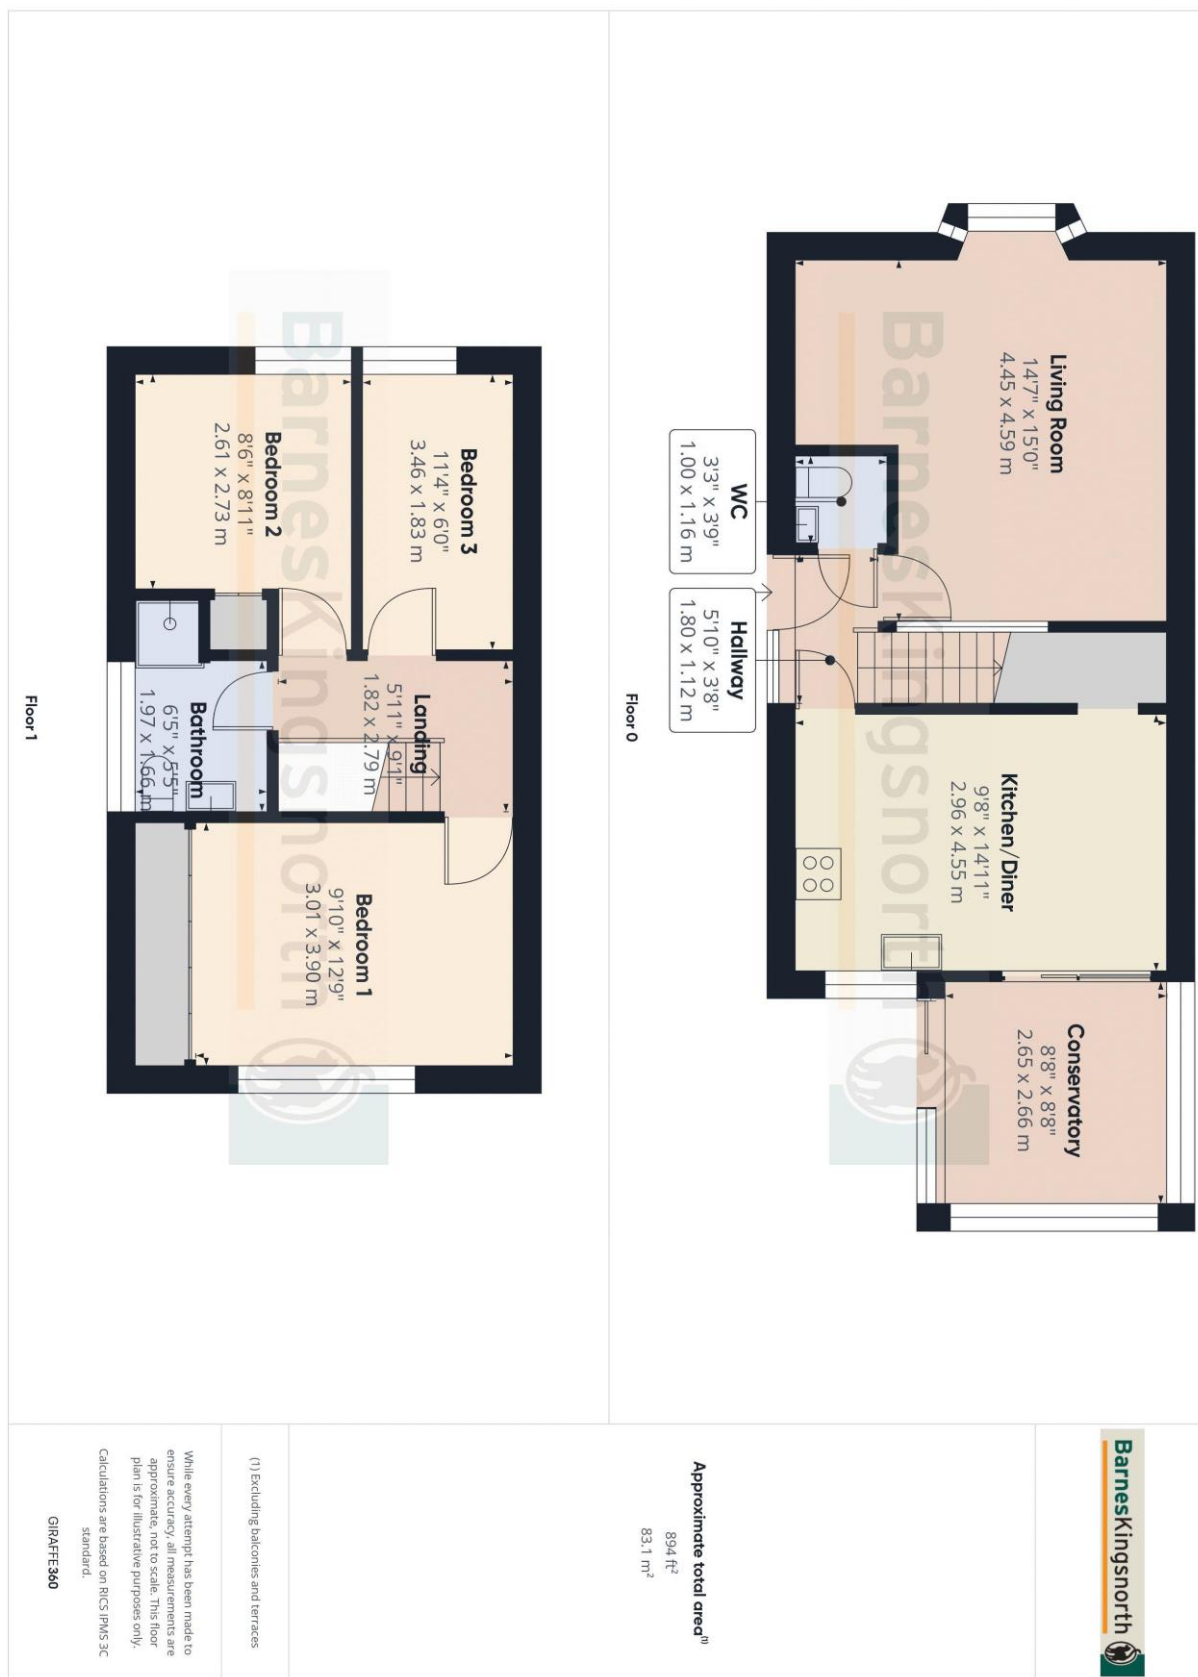 BarnesKingsnorth
Living Room
14'7" x 15'0"
4.45 x 4.59 m
WC
3'3" x 3'9"
1.00 x 1.16 m
Hallway
5'10" x 3'8"
1.80 x 1.12 m
Kitchen/Diner
9'8" x 14'11"
2.96 x 4.55 m
Conservatory
8'8" x 8'8"
2.65 x 2.66 m
BarnesKingsnorth
Floor 0
Bedroom 3
11'4" x 6'0"
3.46 x 1.83 m
Bedroom 2
8'6" x 8'11"
2.61 x 2.73 m
Landing
5'11" x 9'1"
1.82 x 2.79 m
Bathroom
6'5" x 5'5"
1.97 x 1.66 m
Bedroom 1
9'10" x 12'9"
3.01 x 3.90 m
BarnesKingsnorth
Floor 1
Approximate total area(1)
894 ft²
83.1 m²
(1) Excluding balconies and terraces
While every attempt has been made to
ensure accuracy, all measurements are
approximate, not to scale. This floor
plan is for illustrative purposes only.
Calculations are based on RICS IPMS 3C
standard.
GIRAFFE360